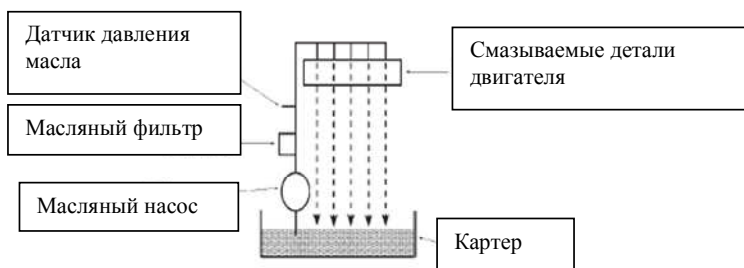 Датчик давления
масла
Смазываемые детали
двигателя
Масляный фильтр
Масляный насос
Картер